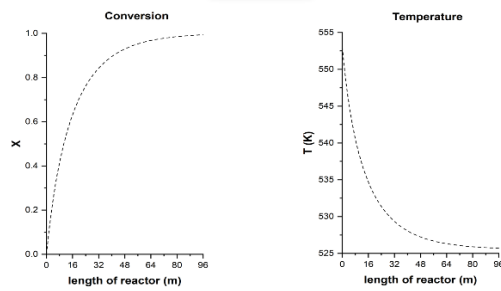 Conversion
1.0
0.8
0.6
0.4
0.2
0.0
X
0 16 32 48 64 80 96
length of reactor (m)
Temperature
555
550
545
540
535
530
525
T (K)
0 16 32 48 64 80 96
length of reactor (m)